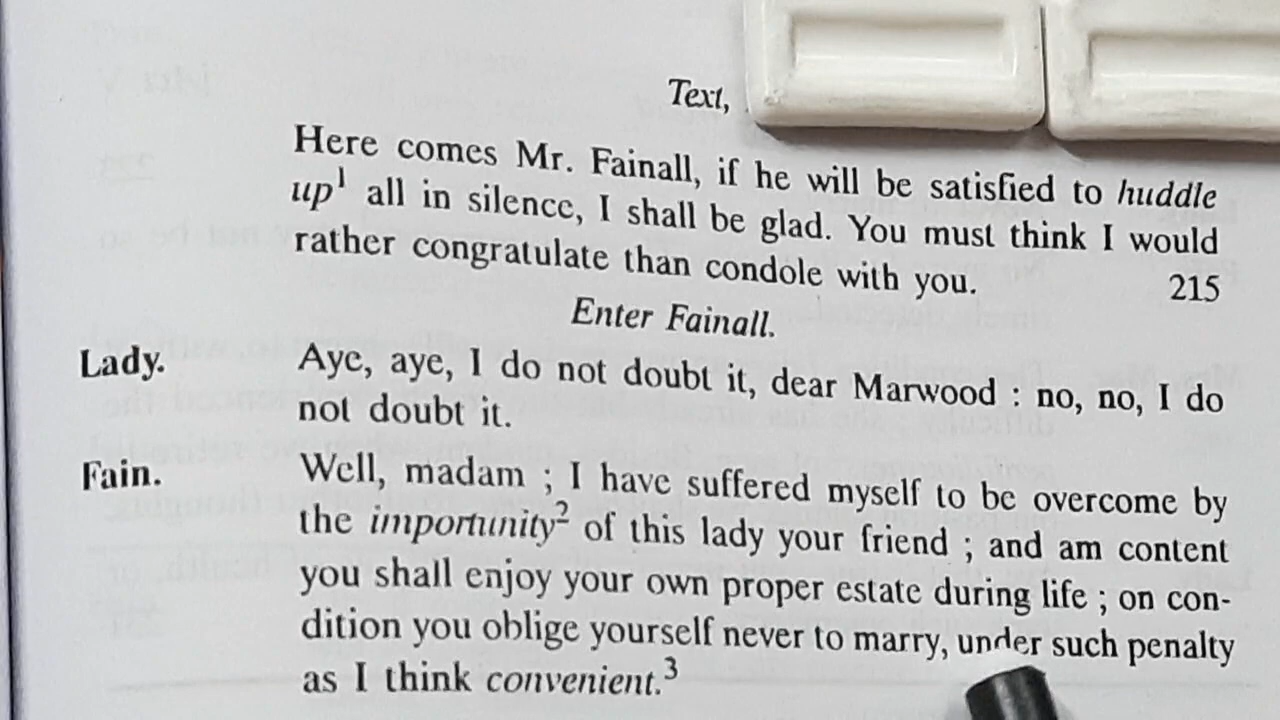 Text,
Here comes Mr. Fainall, if he will be satisfied to huddle
up¹ all in silence, I shall be glad. You must think I would
rather congratulate than condole with you. 215
Enter Fainall.
Lady. Aye, aye, I do not doubt it, dear Marwood : no, no, I do
not doubt it.
Fain. Well, madam ; I have suffered myself to be overcome by
the importunity² of this lady your friend ; and am content
you shall enjoy your own proper estate during life ; on con-
dition you oblige yourself never to marry, under such penalty
as I think convenient.³